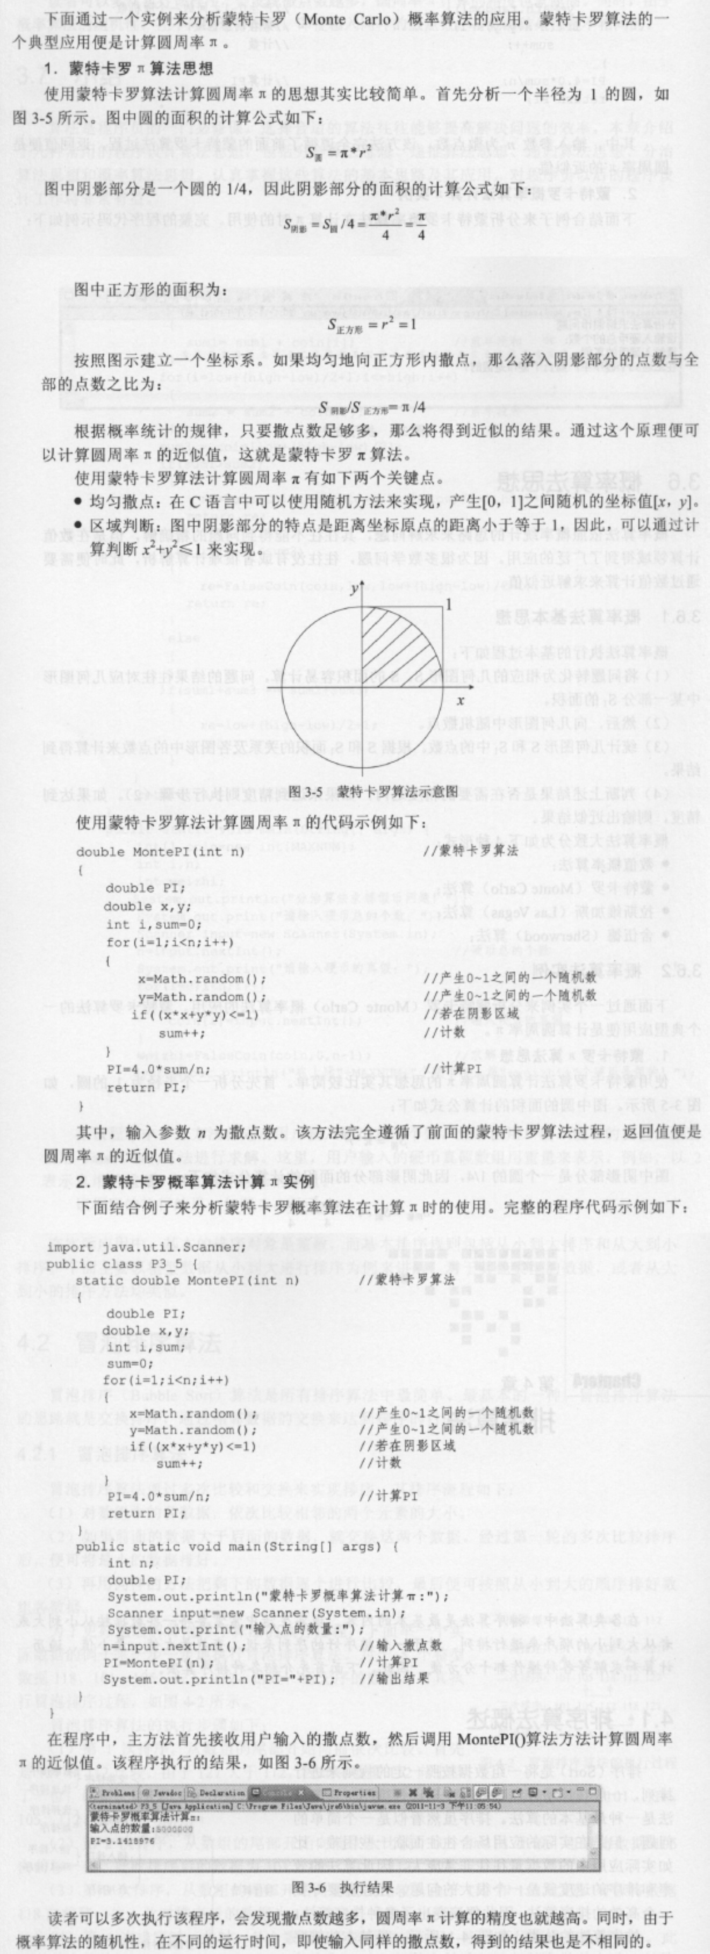 下面通过一个实例来分析蒙特卡罗（Monte Carlo）概率算法的应用。蒙特卡罗算法的一
个典型应用便是计算圆周率 π。
1．蒙特卡罗 π 算法思想
使用蒙特卡罗算法计算圆周率 π 的思想其实比较简单。首先分析一个半径为 1 的圆，如
图 3-5 所示。图中圆的面积的计算公式如下：
S圆 = π*r²
图中阴影部分是一个圆的 1/4，因此阴影部分的面积的计算公式如下：
S阴影 = S圆 / 4 = π*r²/4 = π/4
图中正方形的面积为：
S正方形 = r² = 1
按照图示建立一个坐标系。如果均匀地向正方形内撒点，那么落入阴影部分的点数与全
部的点数之比为：
S阴影/S正方形 = π /4
根据概率统计的规律，只要撒点数足够多，那么将得到近似的结果。通过这个原理便可
以计算圆周率 π 的近似值，这就是蒙特卡罗 π 算法。
使用蒙特卡罗算法计算圆周率 π 有如下两个关键点。
● 均匀撒点：在 C 语言中可以使用随机方法来实现，产生[0，1]之间随机的坐标值[x，y]。
● 区域判断：图中阴影部分的特点是距离坐标原点的距离小于等于 1，因此，可以通过计
算判断 x²+y²≤1 来实现。
y
1
x
图 3-5 蒙特卡罗算法示意图
使用蒙特卡罗算法计算圆周率 π 的代码示例如下：
double MontePI(int n) //蒙特卡罗算法
{
double PI;
double x,y;
int i,sum=0;
for(i=1;i<n;i++)
{
x=Math.random(); //产生0~1之间的一个随机数
y=Math.random(); //产生0~1之间的一个随机数
if((x*x+y*y)<=1) //若在阴影区域
sum++; //计数
}
PI=4.0*sum/n; //计算PI
return PI;
}
其中，输入参数 n 为撒点数。该方法完全遵循了前面的蒙特卡罗算法过程，返回值便是
圆周率 π 的近似值。
2．蒙特卡罗概率算法计算 π 实例
下面结合例子来分析蒙特卡罗概率算法在计算 π 时的使用。完整的程序代码示例如下：
import java.util.Scanner;
public class P3_5 {
static double MontePI(int n) //蒙特卡罗算法
{
double PI;
double x,y;
int i,sum;
sum=0;
for(i=1;i<n;i++)
{
x=Math.random(); //产生0~1之间的一个随机数
y=Math.random(); //产生0~1之间的一个随机数
if((x*x+y*y)<=1) //若在阴影区域
sum++; //计数
}
PI=4.0*sum/n; //计算PI
return PI;
}
public static void main(String[] args) {
int n;
double PI;
System.out.println("蒙特卡罗概率算法计算π:");
Scanner input=new Scanner(System.in);
System.out.print("输入点的数量:");
n=input.nextInt(); //输入撒点数
PI=MontePI(n); //计算PI
System.out.println("PI="+PI); //输出结果
}
}
在程序中，主方法首先接收用户输入的撒点数，然后调用 MontePI()算法方法计算圆周率
π 的近似值。该程序执行的结果，如图 3-6 所示。
Problems @ Javadoc Declaration Console Properties
<terminated> P3_5 [Java Application] C:\Program Files\Java\jre6\bin\javaw.exe (2011-11-3 下午11:05:54)
蒙特卡罗概率算法计算π:
输入点的数量:5000000
PI=3.1418576
图 3-6 执行结果
读者可以多次执行该程序，会发现撒点数越多，圆周率 π 计算的精度也就越高。同时，由于
概率算法的随机性，在不同的运行时间，即使输入同样的撒点数，得到的结果也是不相同的。